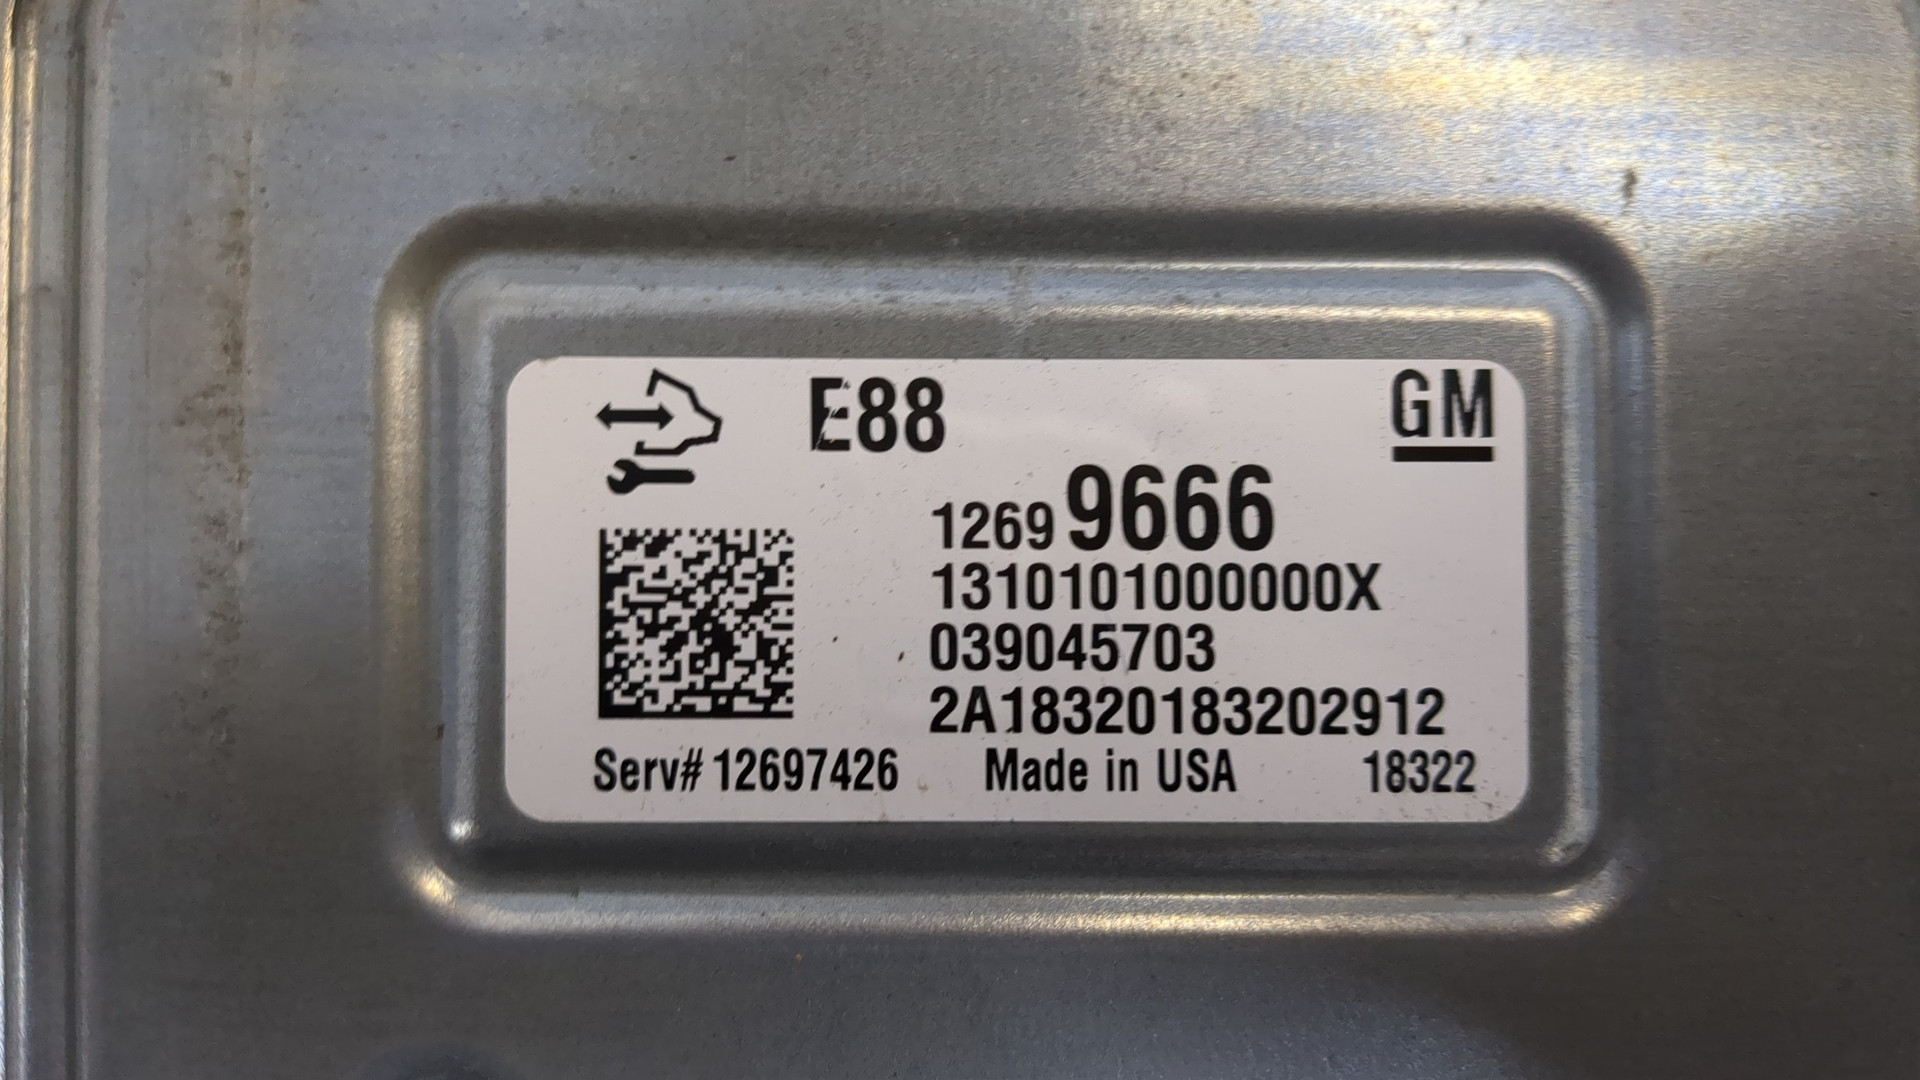 E88 GM
1269 9666
1310101000000X
039045703
2A18320183202912
Serv# 12697426 Made in USA 18322